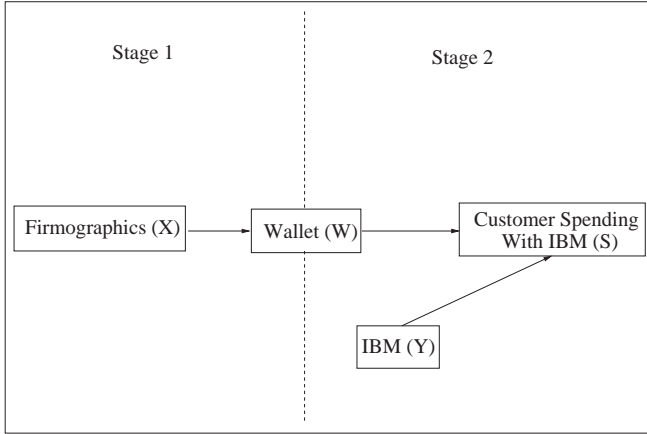 Stage 1
Stage 2
Firmographics (X)
Wallet (W)
Customer Spending
With IBM (S)
IBM (Y)